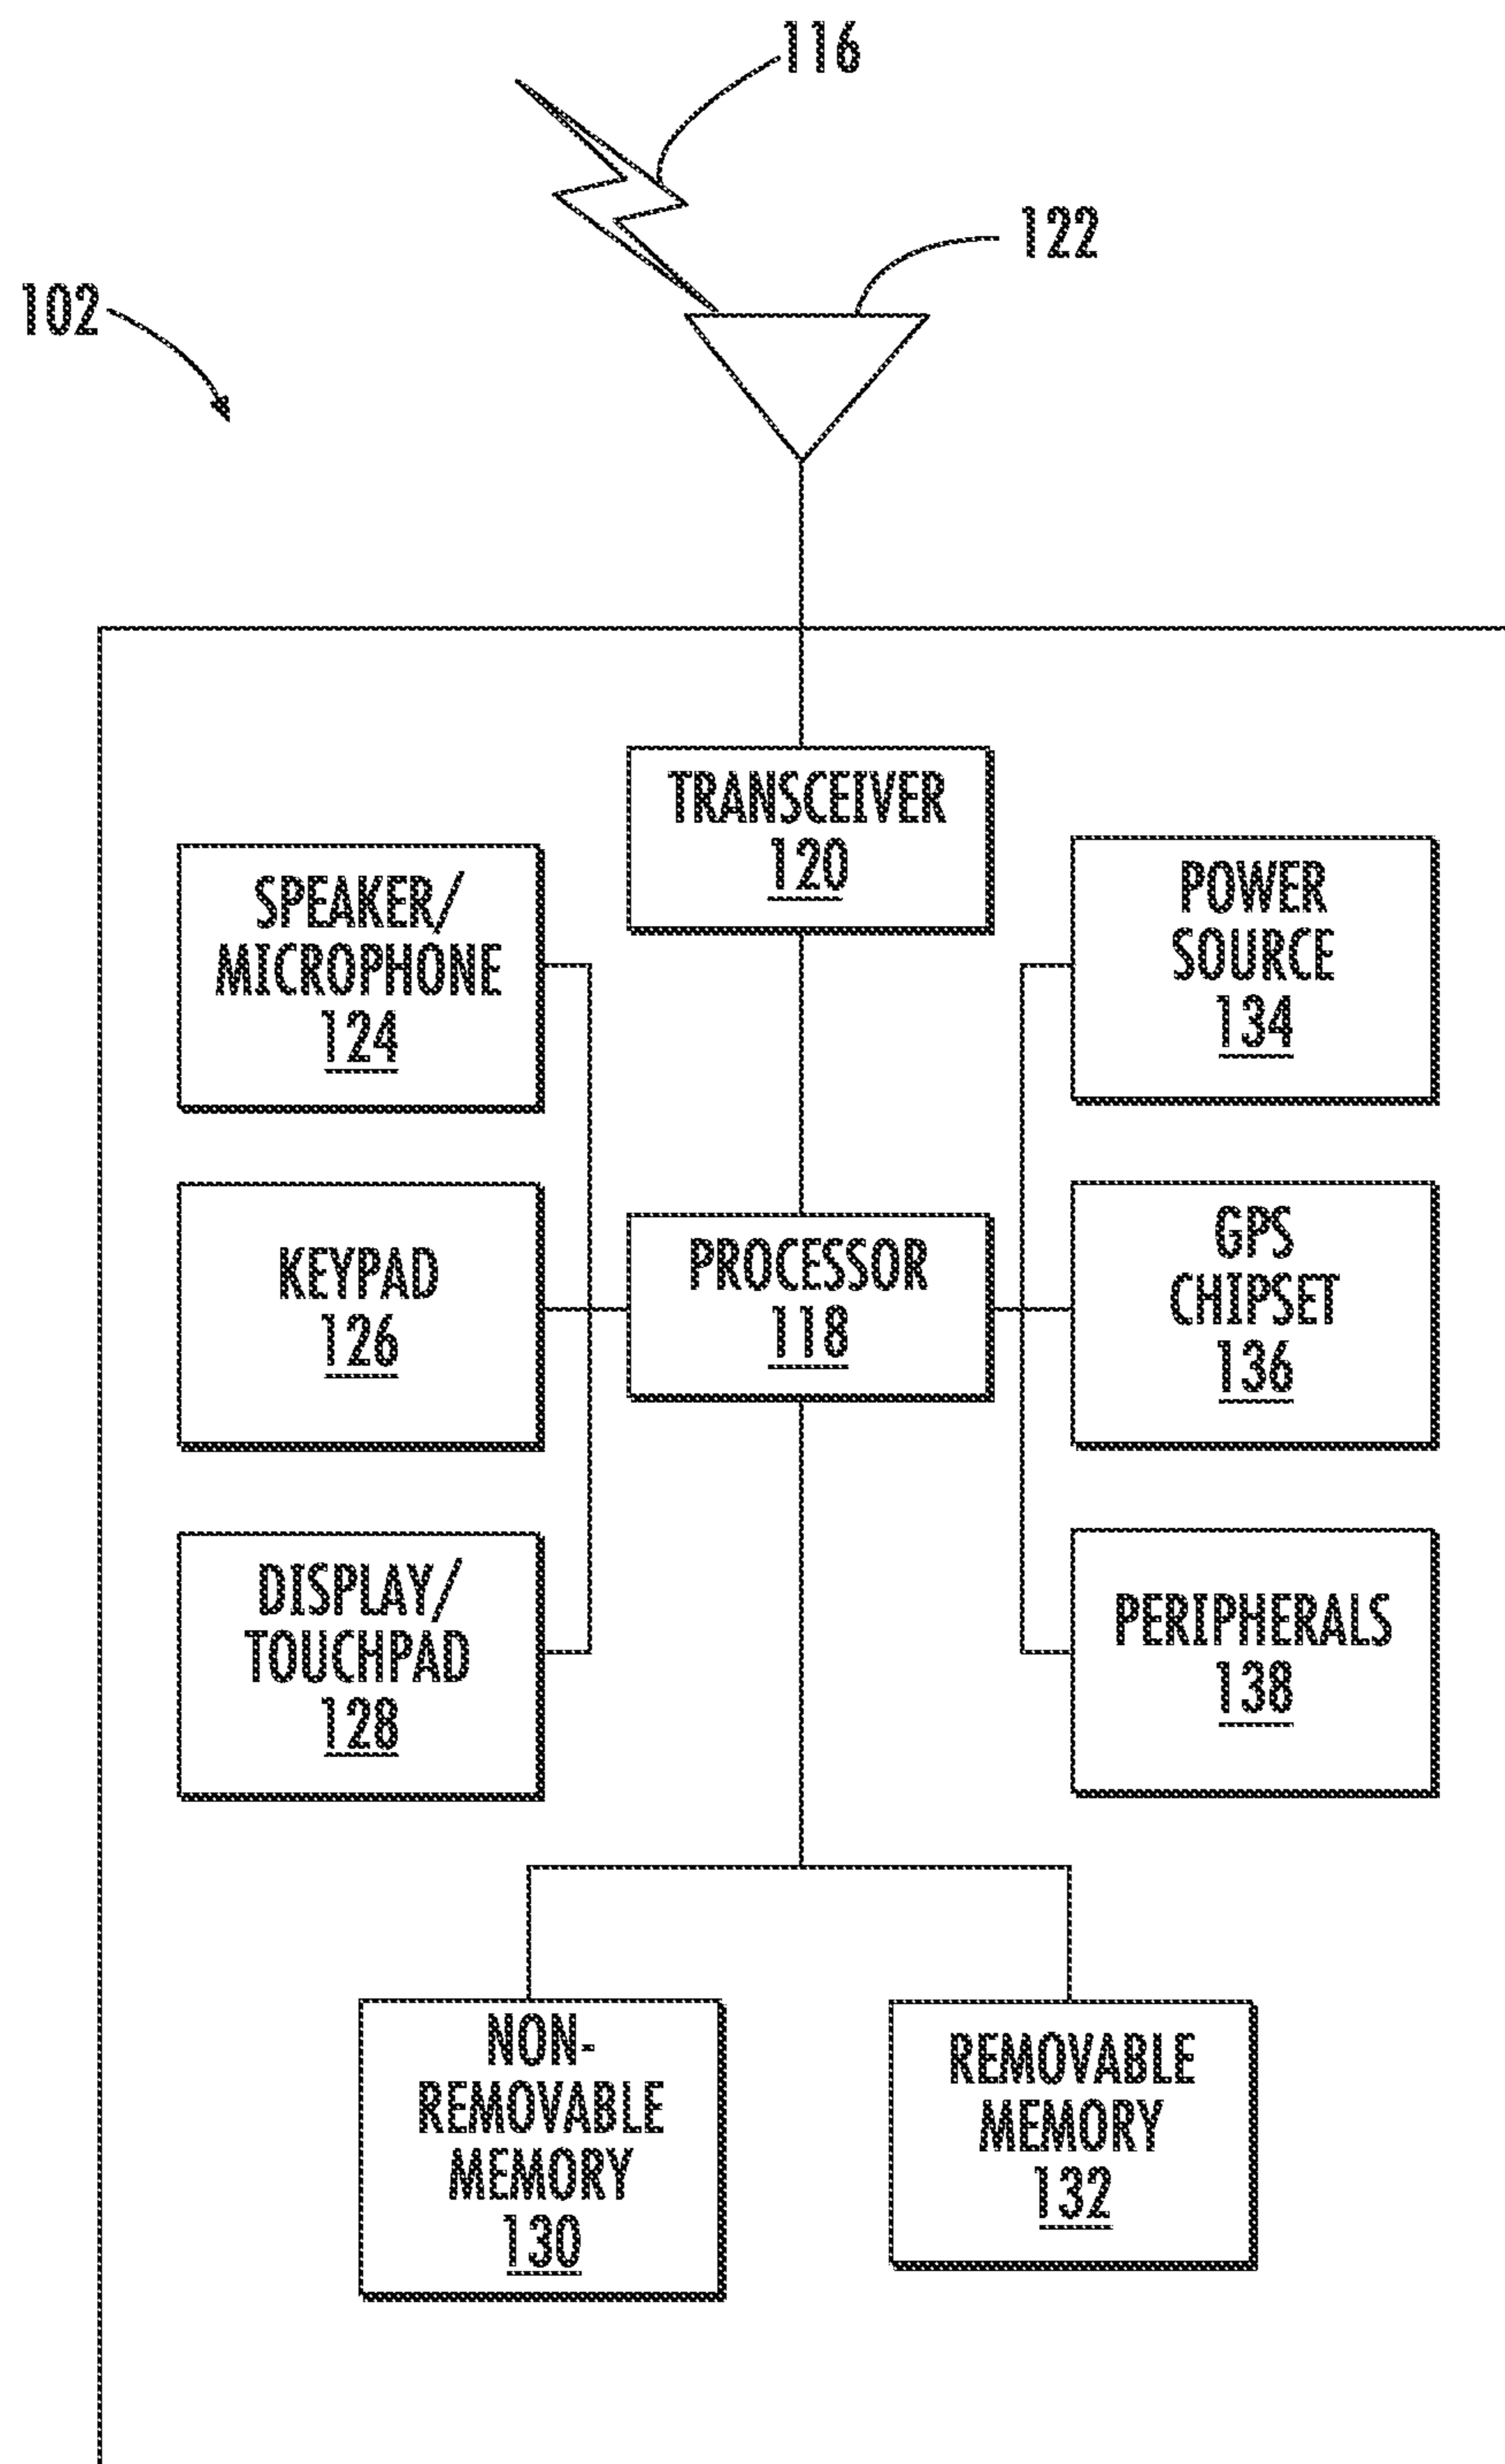 116
122
102
TRANSCEIVER
120
SPEAKER/
MICROPHONE
124
POWER
SOURCE
134
KEYPAD
126
PROCESSOR
118
GPS
CHIPSET
136
DISPLAY/
TOUCHPAD
128
PERIPHERALS
138
NON-
REMOVABLE
MEMORY
130
REMOVABLE
MEMORY
132